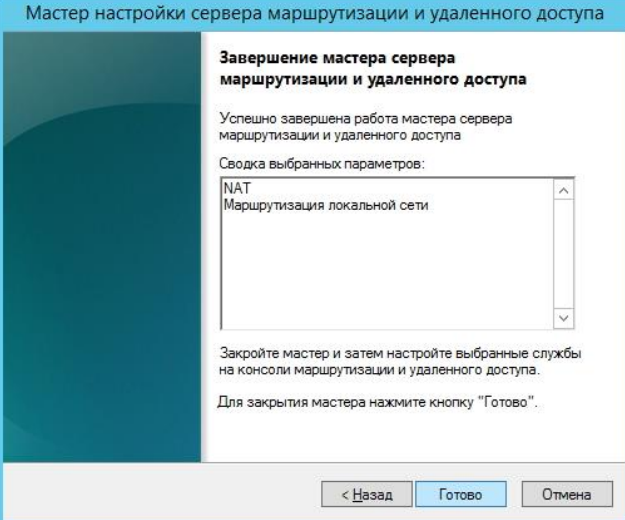 Мастер настройки сервера маршрутизации и удаленного доступа
Завершение мастера сервера
маршрутизации и удаленного доступа
Успешно завершена работа мастера сервера
маршрутизации и удаленного доступа
Сводка выбранных параметров:
NAT
Маршрутизация локальной сети
Закройте мастер и затем настройте выбранные службы
на консоли маршрутизации и удаленного доступа.
Для закрытия мастера нажмите кнопку "Готово".
< Назад
Готово
Отмена